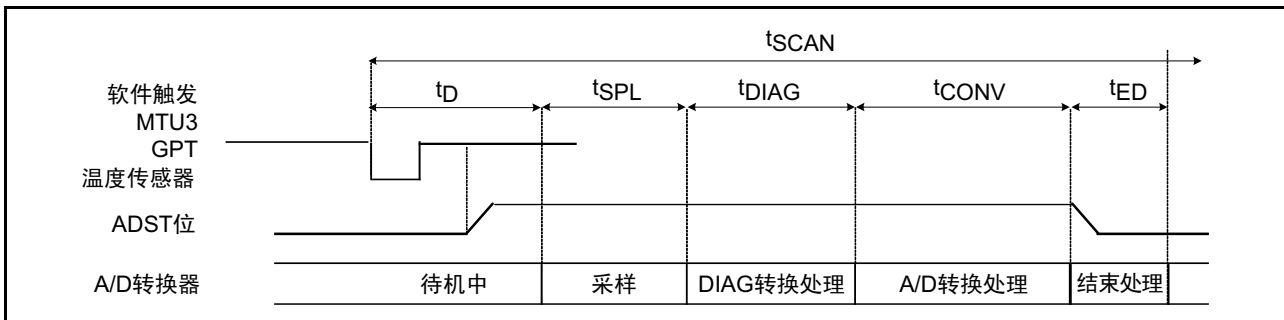 tSCAN
tD tSPL tDIAG tCONV tED
软件触发
MTU3
GPT
温度传感器
ADST位
A/D转换器 待机中 采样 DIAG转换处理 A/D转换处理 结束处理